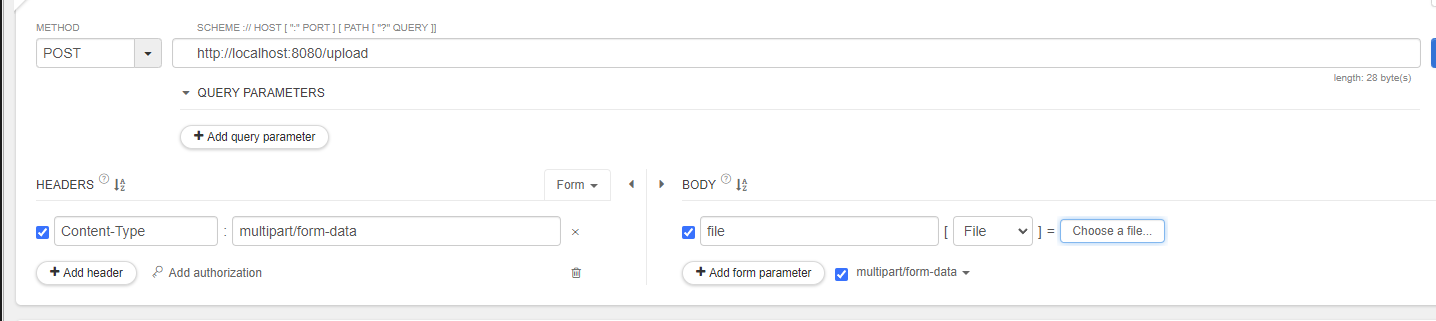 METHOD
SCHEME :// HOST [ ":" PORT ] [ PATH [ "?" QUERY ]]
POST
http://localhost:8080/upload
length: 28 byte(s)
QUERY PARAMETERS
+ Add query parameter
HEADERS ? A Z
Form
BODY ? A Z
Content-Type : multipart/form-data ×
file [ File ] = Choose a file...
+ Add header
Add authorization
+ Add form parameter
multipart/form-data